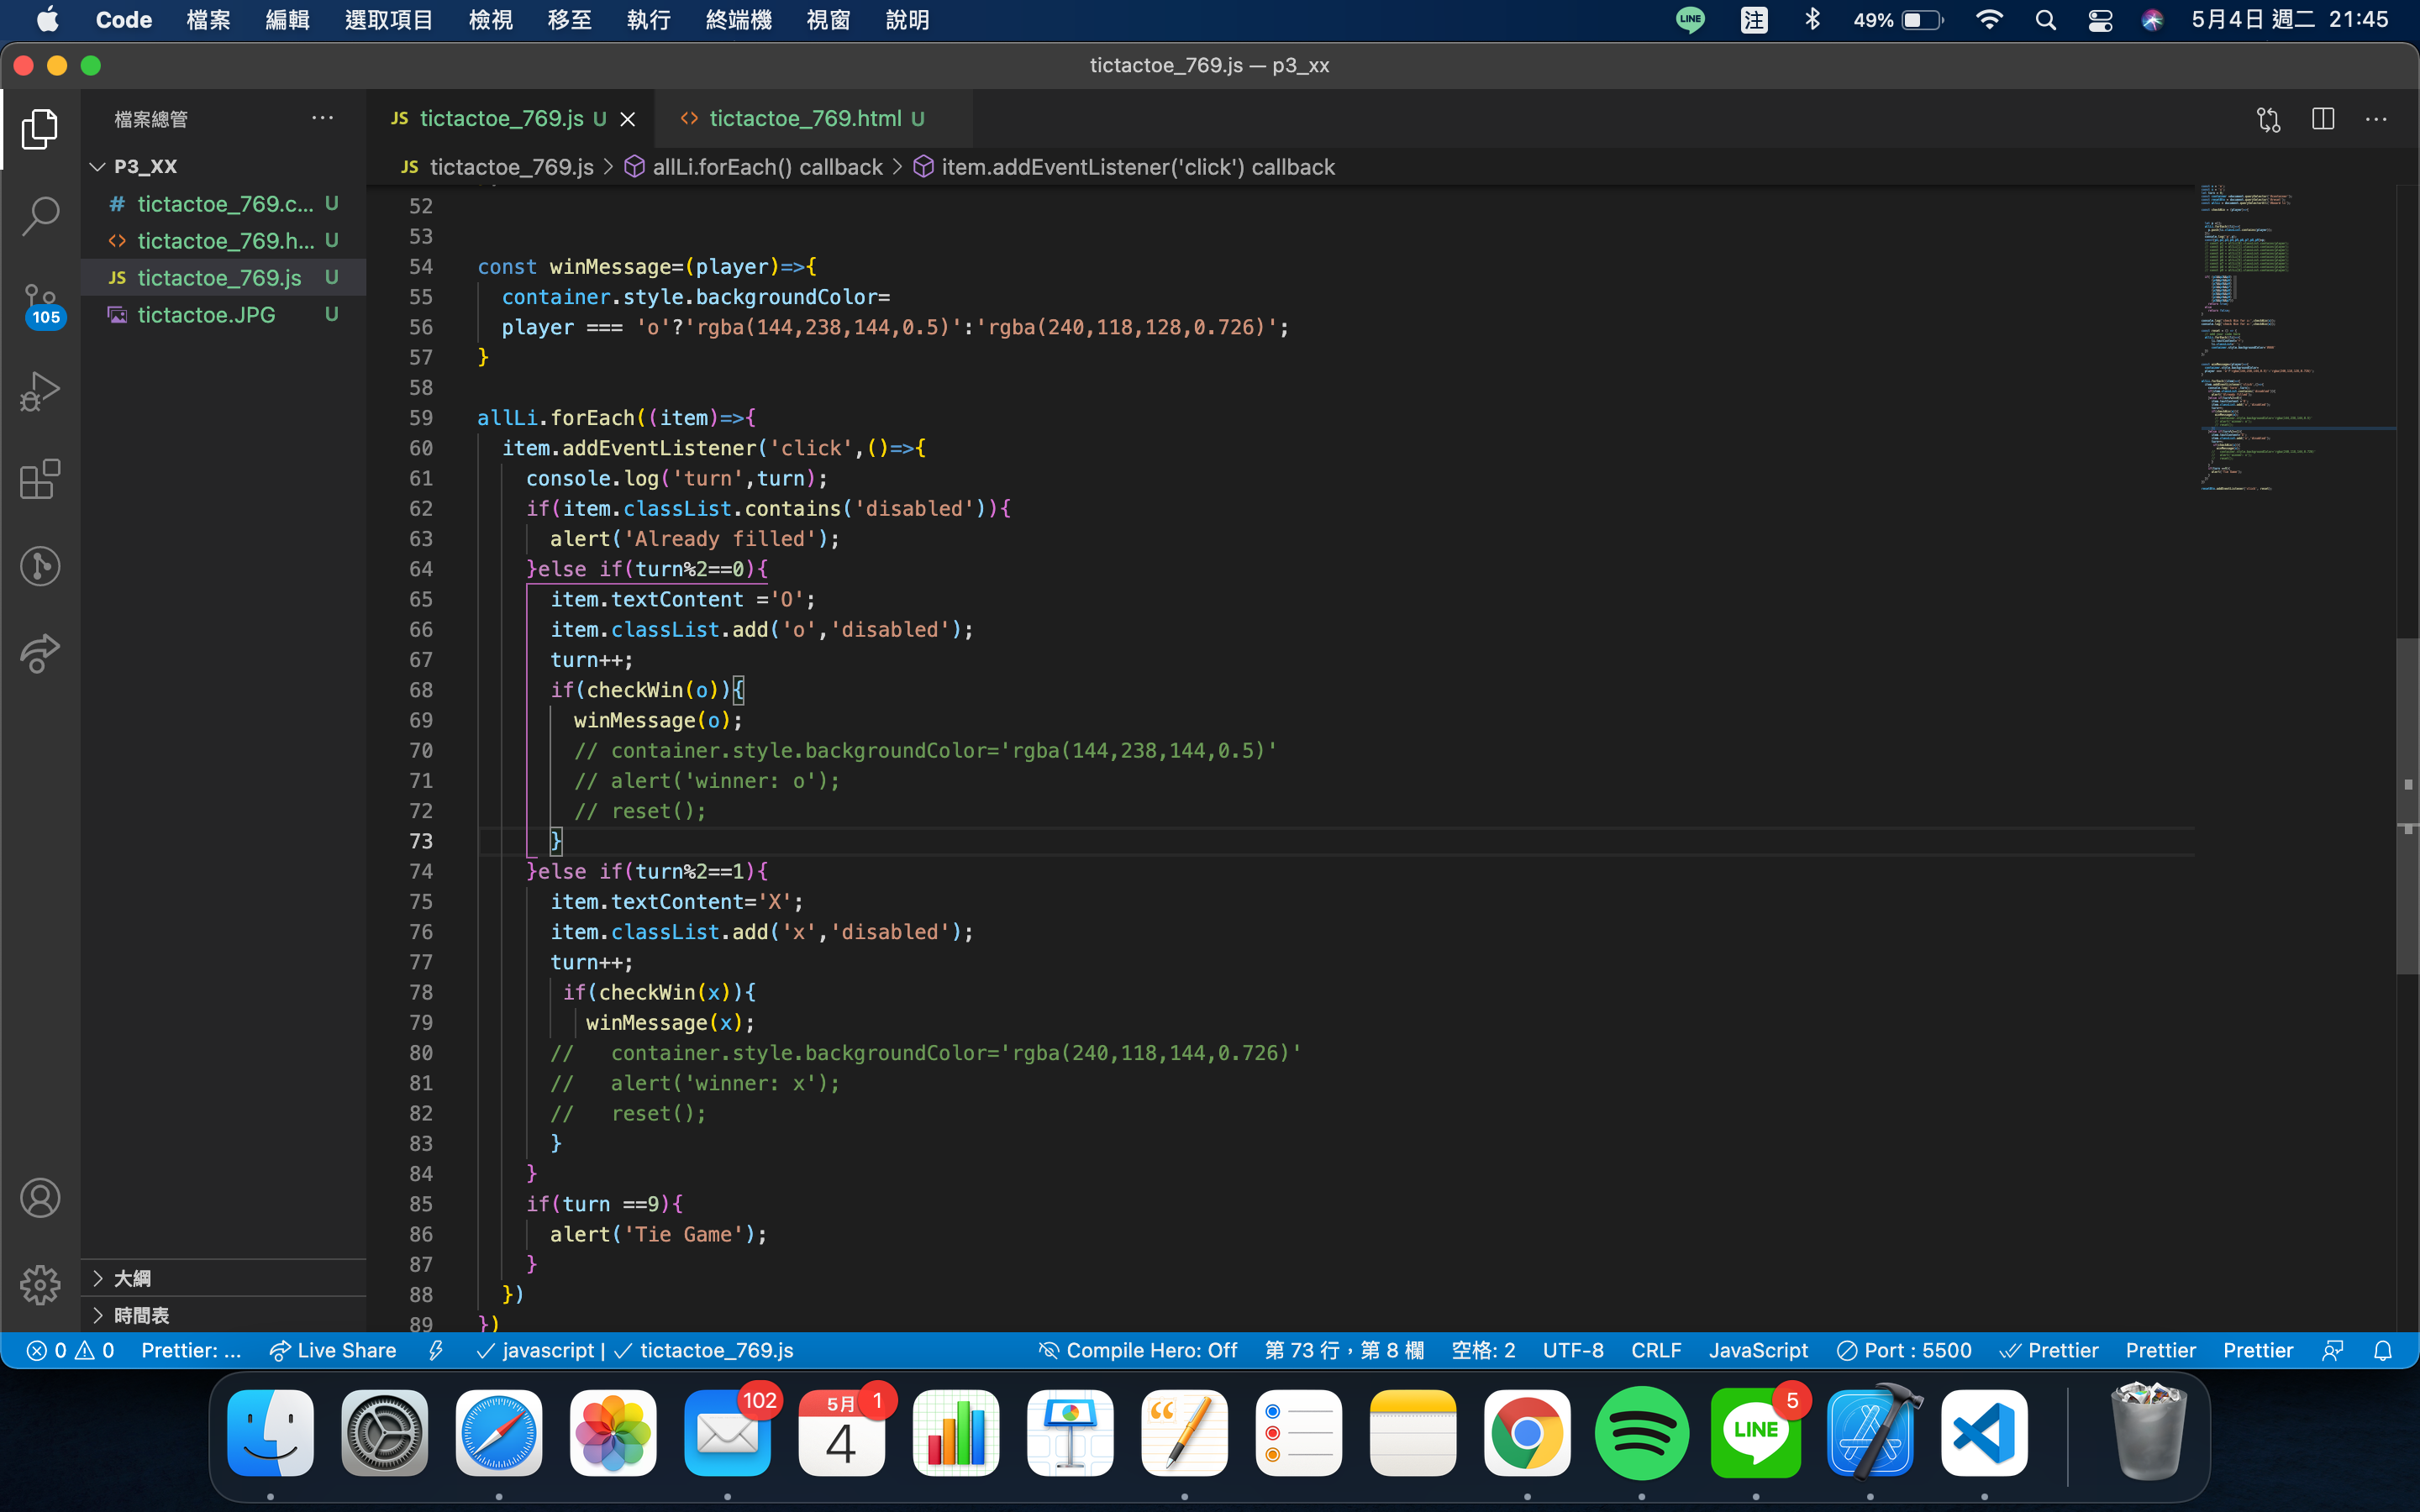 Code 檔案 編輯 選取項目 檢視 移至 執行 終端機 視窗 說明 LINE 注 49% 5月4日 週二 21:45
tictactoe_769.js — p3_xx
檔案總管 ··· JS tictactoe_769.js U tictactoe_769.html U ···
P3_XX
# tictactoe_769.c... U
<> tictactoe_769.h... U
JS tictactoe_769.js U
tictactoe.JPG U
105
JS tictactoe_769.js > allLi.forEach() callback > item.addEventListener('click') callback
52
53
54 const winMessage=(player)=>{
55 container.style.backgroundColor=
56 player === 'o'?'rgba(144,238,144,0.5)':'rgba(240,118,128,0.726)';
57 }
58
59 allLi.forEach((item)=>{
60 item.addEventListener('click',()=>{
61 console.log('turn',turn);
62 if(item.classList.contains('disabled')){
63 alert('Already filled');
64 }else if(turn%2==0){
65 item.textContent ='O';
66 item.classList.add('o','disabled');
67 turn++;
68 if(checkWin(o)){
69 winMessage(o);
70 // container.style.backgroundColor='rgba(144,238,144,0.5)'
71 // alert('winner: o');
72 // reset();
73 }
74 }else if(turn%2==1){
75 item.textContent='X';
76 item.classList.add('x','disabled');
77 turn++;
78 if(checkWin(x)){
79 winMessage(x);
80 // container.style.backgroundColor='rgba(240,118,144,0.726)'
81 // alert('winner: x');
82 // reset();
83 }
84 }
85 if(turn ==9){
86 alert('Tie Game');
87 }
88 })
89 })
大綱
時間表
0 0 Prettier: ... Live Share javascript | tictactoe_769.js Compile Hero: Off 第 73 行，第 8 欄 空格: 2 UTF-8 CRLF JavaScript Port : 5500 Prettier Prettier Prettier
102 5月 4 1 LINE 5